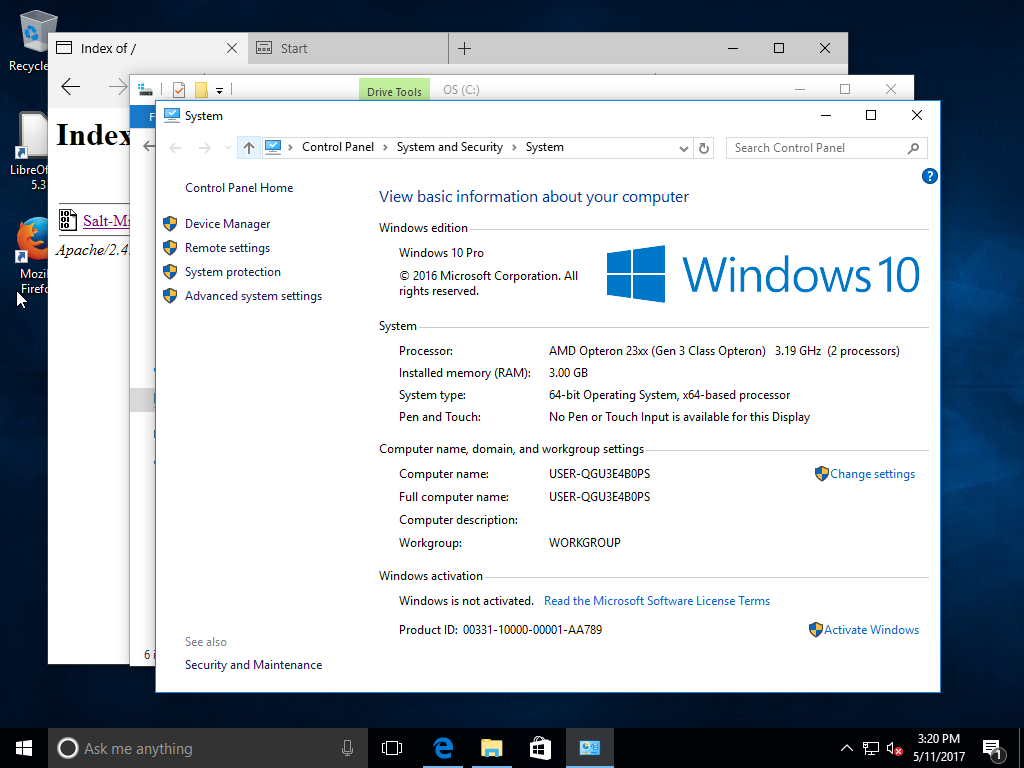 Recycle
Index of /
Start
Drive Tools
OS (C:)
F
System
Index
Control Panel
System and Security
System
Search Control Panel
LibreOf
5.3
Control Panel Home
View basic information about your computer
Salt-Mi
Device Manager
Windows edition
Remote settings
Windows 10 Pro
Apache/2.4.
System protection
© 2016 Microsoft Corporation. All
rights reserved.
Windows 10
Mozil
Firefo
Advanced system settings
System
Processor: AMD Opteron 23xx (Gen 3 Class Opteron) 3.19 GHz (2 processors)
Installed memory (RAM): 3.00 GB
System type: 64-bit Operating System, x64-based processor
Pen and Touch: No Pen or Touch Input is available for this Display
Computer name, domain, and workgroup settings
Computer name: USER-QGU3E4B0PS
Change settings
Full computer name: USER-QGU3E4B0PS
Computer description:
Workgroup: WORKGROUP
Windows activation
Windows is not activated. Read the Microsoft Software License Terms
Product ID: 00331-10000-00001-AA789
Activate Windows
See also
Security and Maintenance
6 i
Ask me anything
3:20 PM
5/11/2017
1